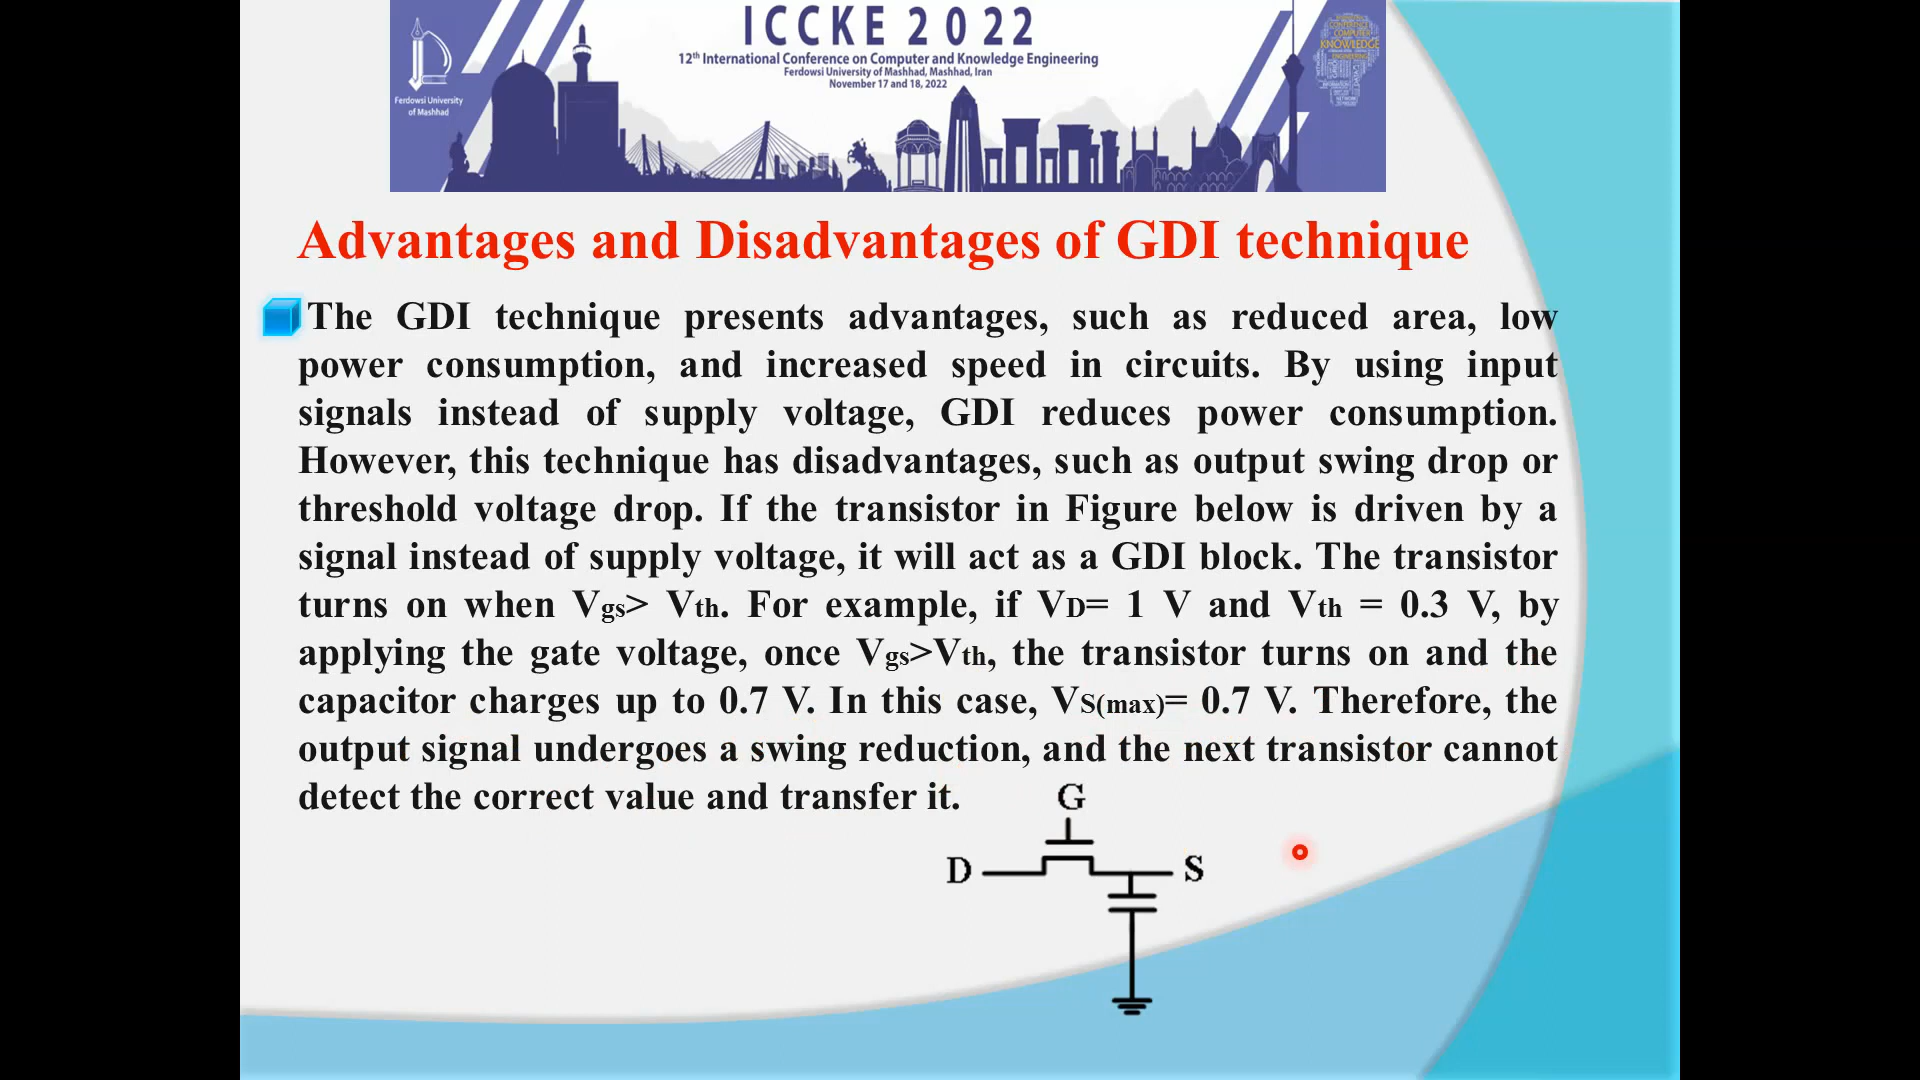 ICCKE 2022
12th International Conference on Computer and Knowledge Engineering
Ferdowsi University of Mashhad, Mashhad, Iran
November 17 and 18, 2022
Ferdowsi University
of Mashhad
KNOWLEDGE
Advantages and Disadvantages of GDI technique
The GDI technique presents advantages, such as reduced area, low
power consumption, and increased speed in circuits. By using input
signals instead of supply voltage, GDI reduces power consumption.
However, this technique has disadvantages, such as output swing drop or
threshold voltage drop. If the transistor in Figure below is driven by a
signal instead of supply voltage, it will act as a GDI block. The transistor
turns on when Vgs> Vth. For example, if VD= 1 V and Vth = 0.3 V, by
applying the gate voltage, once Vgs>Vth, the transistor turns on and the
capacitor charges up to 0.7 V. In this case, VS(max)= 0.7 V. Therefore, the
output signal undergoes a swing reduction, and the next transistor cannot
detect the correct value and transfer it.
G
D
S